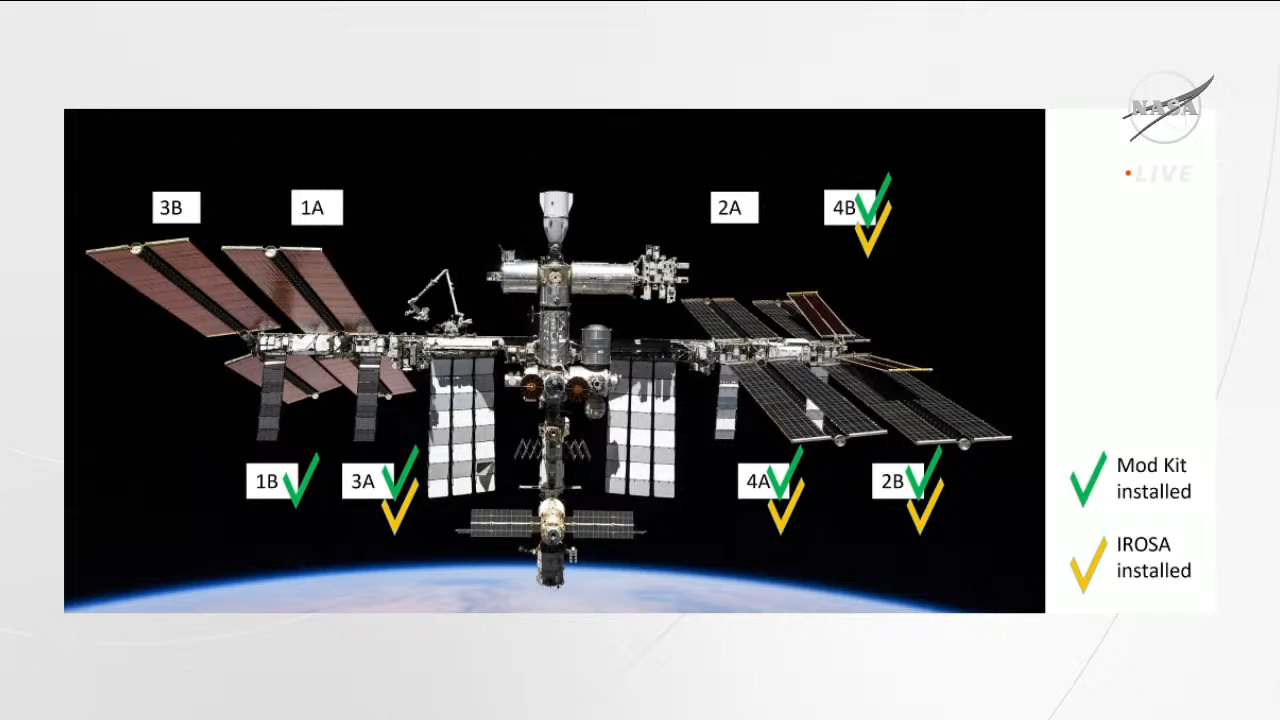 NASA
LIVE
3B
1A
2A
4B
1B
3A
4A
2B
Mod Kit
installed
IROSA
installed